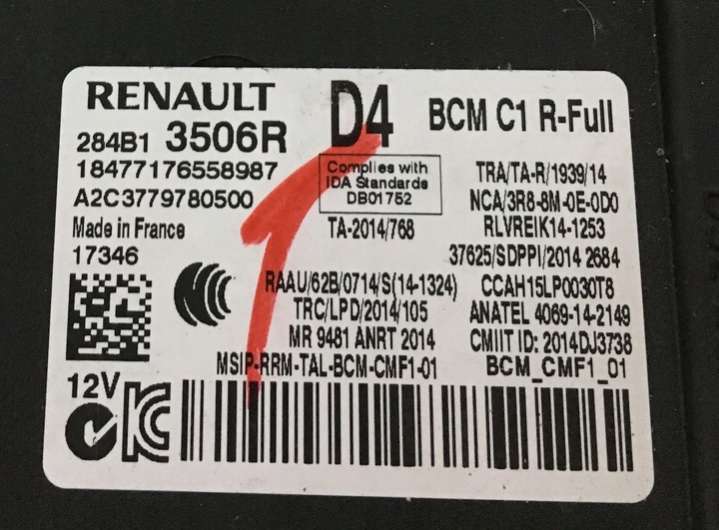 RENAULT
D4
BCM C1 R-Full
284B1 3506R
18477176558987
A2C3779780500
Made in France
17346
Complies with
IDA Standards
DB01752
TA-2014/768
TRA/TA-R/1939/14
NCA/3R8-8M-0E-0D0
RLVREIK14-1253
37625/SDPPI/2014 2684
RAAU/62B/0714/S(14-1324)
CCAH15LP0030T8
TRC/LPD/2014/105
ANATEL 4069-14-2149
MR 9481 ANRT 2014
CMIIT ID: 2014DJ3738
MSIP-RRM-TAL-BCM-CMF1-01
BCM_CMF1_01
12V